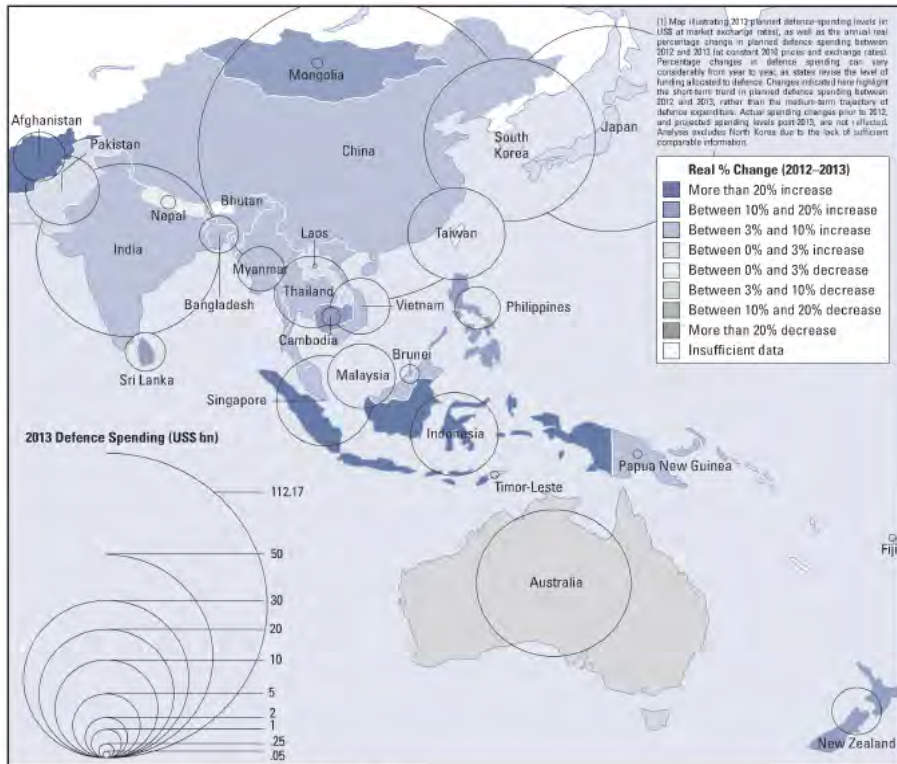 [1] Map illustrating 2013 planned defence-spending levels (in
US$ at market exchange rates), as well as the annual real
percentage change in planned defence spending between
2012 and 2013 (at constant 2010 prices and exchange rates).
Percentage changes in defence spending can vary
considerably from year to year, as states revise the level of
funding allocated to defence. Changes indicated here highlight
the short-term trend in planned defence spending between
2012 and 2013, rather than the medium-term trajectory of
defence expenditure. Actual spending changes prior to 2012,
and projected spending levels post-2013, are not reflected.
Analysis excludes North Korea due to the lack of sufficient
comparable information.
Mongolia
Afghanistan
Pakistan
China
South
Korea
Japan
Real % Change (2012–2013)
More than 20% increase
Between 10% and 20% increase
Between 3% and 10% increase
Between 0% and 3% increase
Between 0% and 3% decrease
Between 3% and 10% decrease
Between 10% and 20% decrease
More than 20% decrease
Insufficient data
Nepal
Bhutan
India
Laos
Taiwan
Myanmar
Bangladesh
Thailand
Vietnam
Philippines
Cambodia
Brunei
Sri Lanka
Malaysia
Singapore
Indonesia
Papua New Guinea
Timor-Leste
Fiji
Australia
New Zealand
2013 Defence Spending (US$ bn)
112.17
50
30
20
10
5
2
1
.25
.05